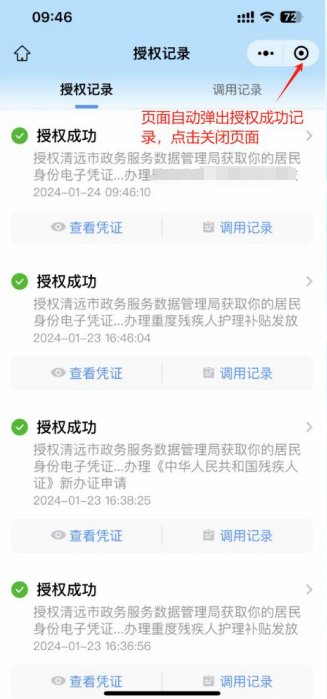 09:46
72
授权记录
授权记录
调用记录
页面自动弹出授权成功记
录，点击关闭页面
授权成功
授权清远市政务服务数据管理局获取你的居民
身份电子凭证...办理
2024-01-24 09:46:10
查看凭证
调用记录
授权成功
授权清远市政务服务数据管理局获取你的居民
身份电子凭证...办理重度残疾人护理补贴发放
2024-01-23 16:46:04
查看凭证
调用记录
授权成功
授权清远市政务服务数据管理局获取你的居民
身份电子凭证...办理《中华人民共和国残疾人
证》新办证申请
2024-01-23 16:38:25
查看凭证
调用记录
授权成功
授权清远市政务服务数据管理局获取你的居民
身份电子凭证...办理重度残疾人护理补贴发放
2024-01-23 16:36:56
查看凭证
调用记录